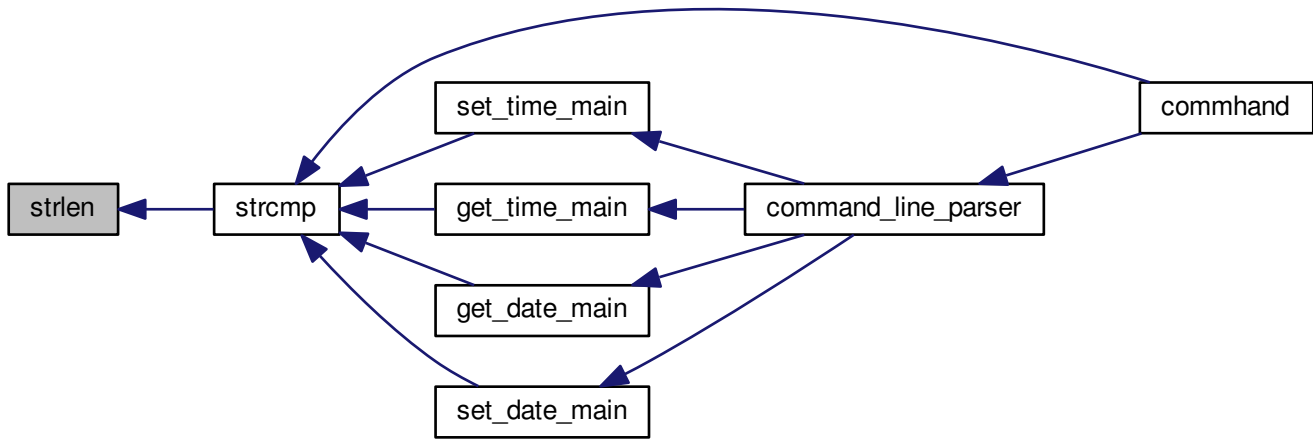 set_time_main
commhand
strlen
strcmp
get_time_main
command_line_parser
get_date_main
set_date_main